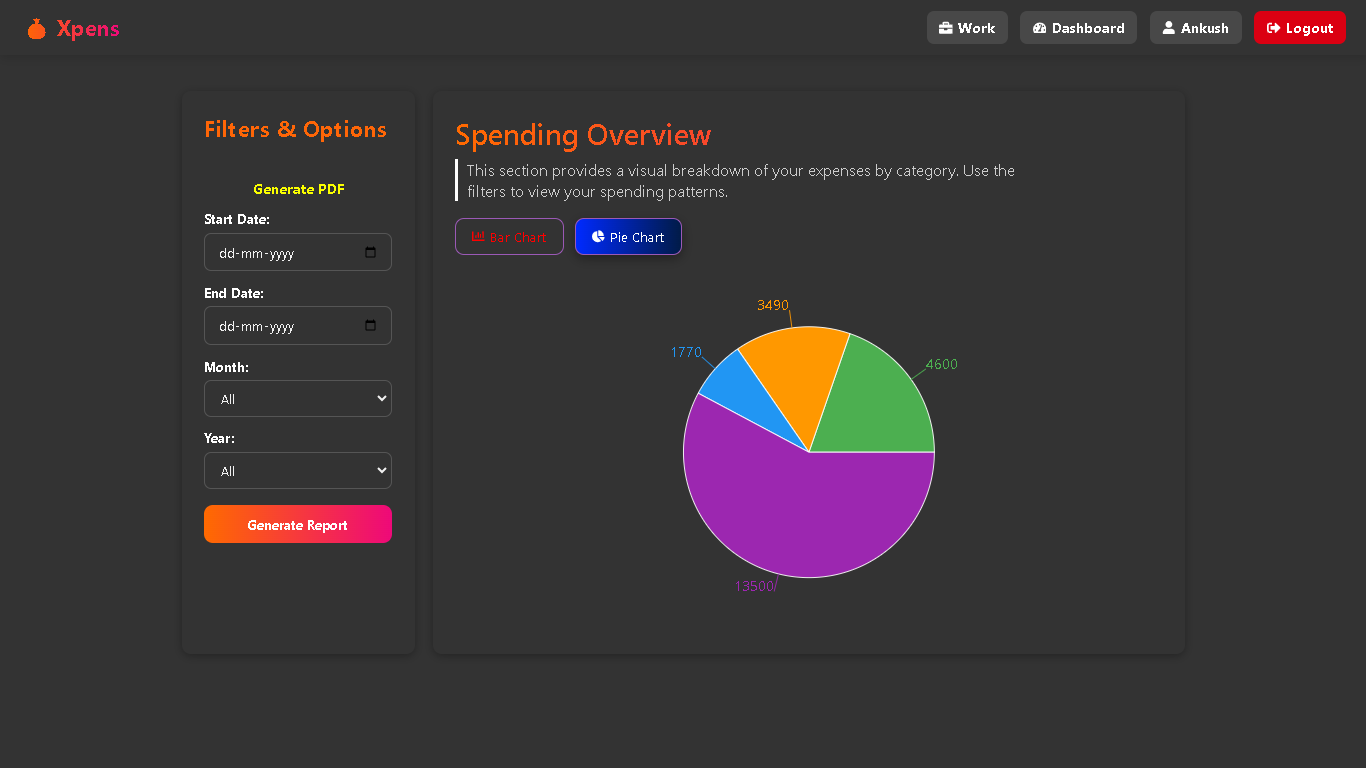 Xpens
Work
Dashboard
Ankush
Logout
Filters & Options
Generate PDF
Start Date:
dd-mm-yyyy
End Date:
dd-mm-yyyy
Month:
All
Year:
All
Generate Report
Spending Overview
This section provides a visual breakdown of your expenses by category. Use the
filters to view your spending patterns.
Bar Chart
Pie Chart
3490
1770
4600
13500